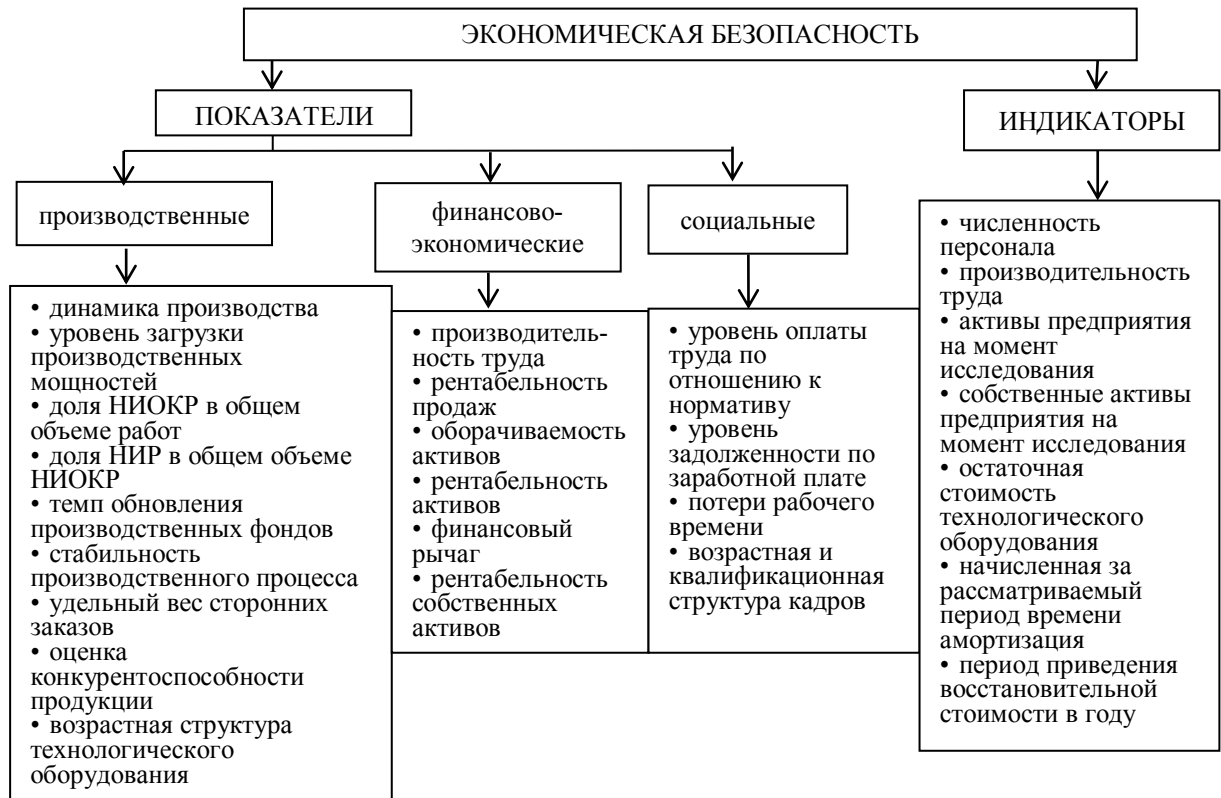 ЭКОНОМИЧЕСКАЯ БЕЗОПАСНОСТЬ
ПОКАЗАТЕЛИ
ИНДИКАТОРЫ
производственные
финансово-
экономические
социальные
• динамика производства
• уровень загрузки
производственных
мощностей
• доля НИОКР в общем
объеме работ
• доля НИР в общем объеме
НИОКР
• темп обновления
производственных фондов
• стабильность
производственного процесса
• удельный вес сторонних
заказов
• оценка
конкурентоспособности
продукции
• возрастная структура
технологического
оборудования
• производитель-
ность труда
• рентабельность
продаж
• оборачиваемость
активов
• рентабельность
активов
• финансовый
рычаг
• рентабельность
собственных
активов
• уровень оплаты
труда по
отношению к
нормативу
• уровень
задолженности по
заработной плате
• потери рабочего
времени
• возрастная и
квалификационная
структура кадров
• численность
персонала
• производительность
труда
• активы предприятия
на момент
исследования
• собственные активы
предприятия на
момент исследования
• остаточная
стоимость
технологического
оборудования
• начисленная за
рассматриваемый
период времени
амортизация
• период приведения
восстановительной
стоимости в году